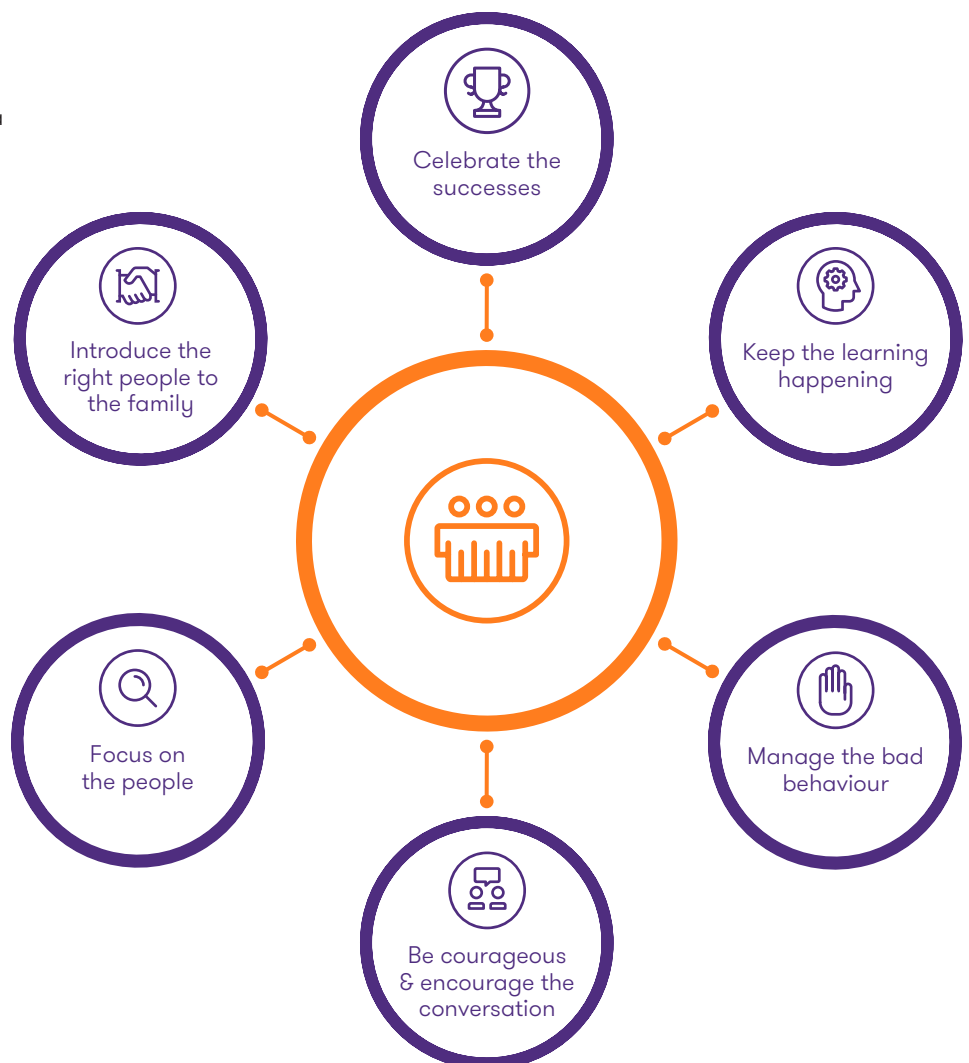 Celebrate the
successes
Introduce the
right people to
the family
Keep the learning
happening
Focus on
the people
Manage the bad
behaviour
Be courageous
& encourage the
conversation